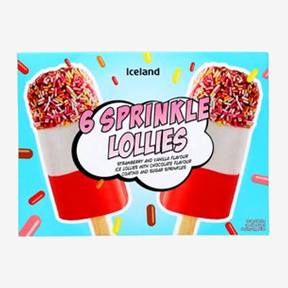 Iceland
6 SPRINKLE
LOLLIES
STRAWBERRY AND VANILLA FLAVOUR
ICE LOLLIES WITH CHOCOLATE FLAVOUR
COATING AND SUGAR SPRINKLES